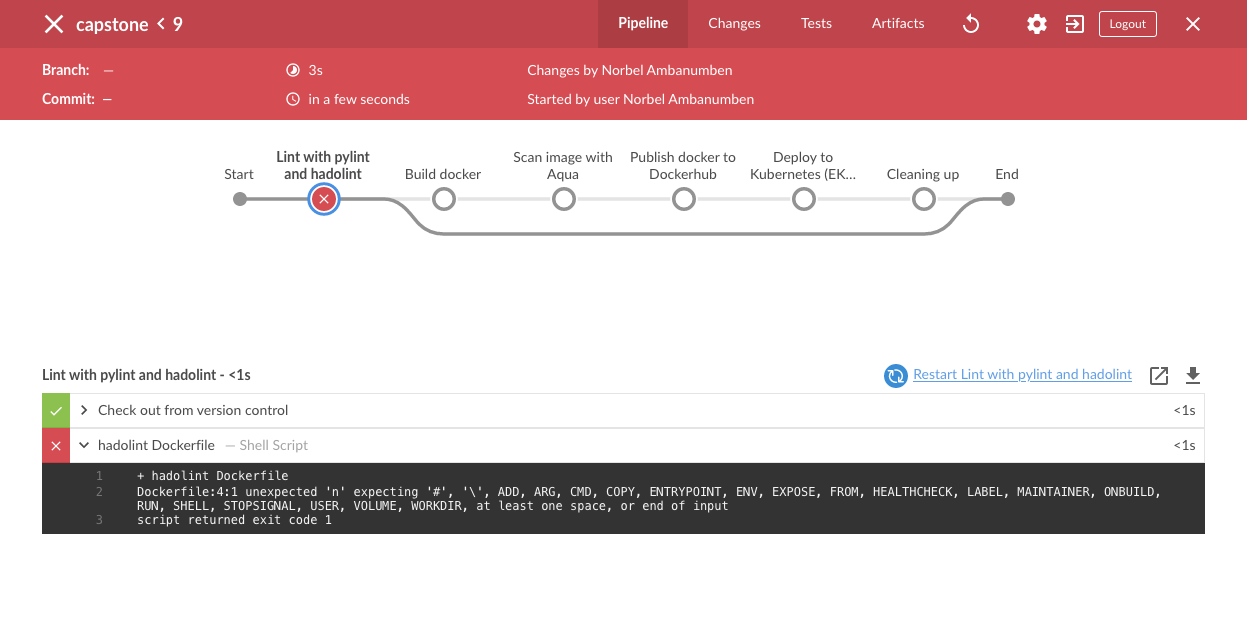 capstone < 9
Pipeline
Changes
Tests
Artifacts
Logout
Branch: —
3s
Changes by Norbel Ambanumben
Commit: —
in a few seconds
Started by user Norbel Ambanumben
Start
Lint with pylint
and hadolint
Build docker
Scan image with
Aqua
Publish docker to
Dockerhub
Deploy to
Kubernetes (EK...
Cleaning up
End
Lint with pylint and hadolint - <1s
Restart Lint with pylint and hadolint
Check out from version control
<1s
hadolint Dockerfile — Shell Script
<1s
1 + hadolint Dockerfile
2 Dockerfile:4:1 unexpected 'n' expecting '#', '\', ADD, ARG, CMD, COPY, ENTRYPOINT, ENV, EXPOSE, FROM, HEALTHCHECK, LABEL, MAINTAINER, ONBUILD,
RUN, SHELL, STOPSIGNAL, USER, VOLUME, WORKDIR, at least one space, or end of input
3 script returned exit code 1